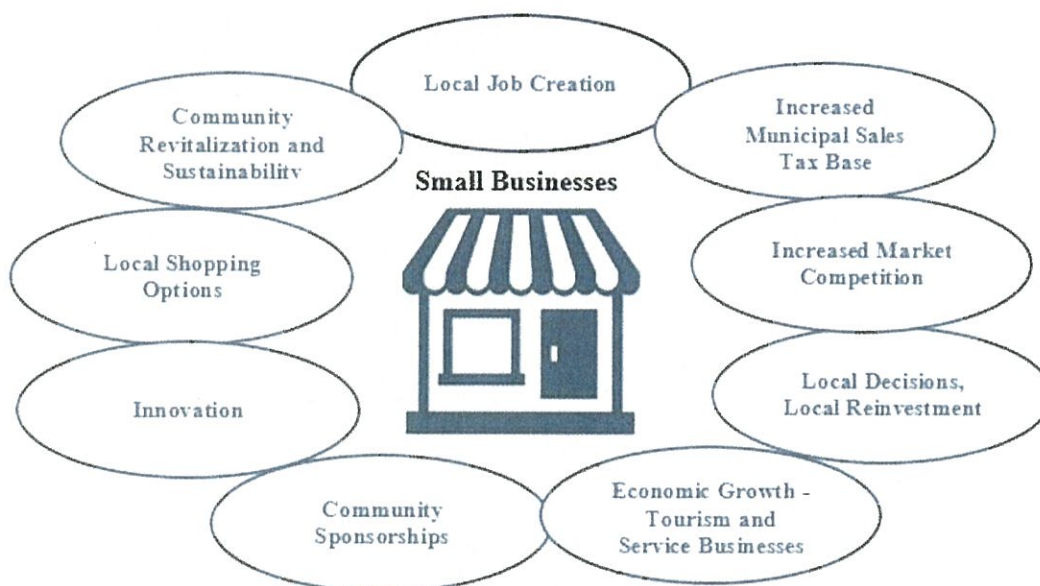 Local Job Creation
Increased
Municipal Sales
Tax Base
Increased Market
Competition
Local Decisions,
Local Reinvestment
Economic Growth -
Tourism and
Service Businesses
Community
Sponsorships
Innovation
Local Shopping
Options
Community
Revitalization and
Sustainability
Small Businesses